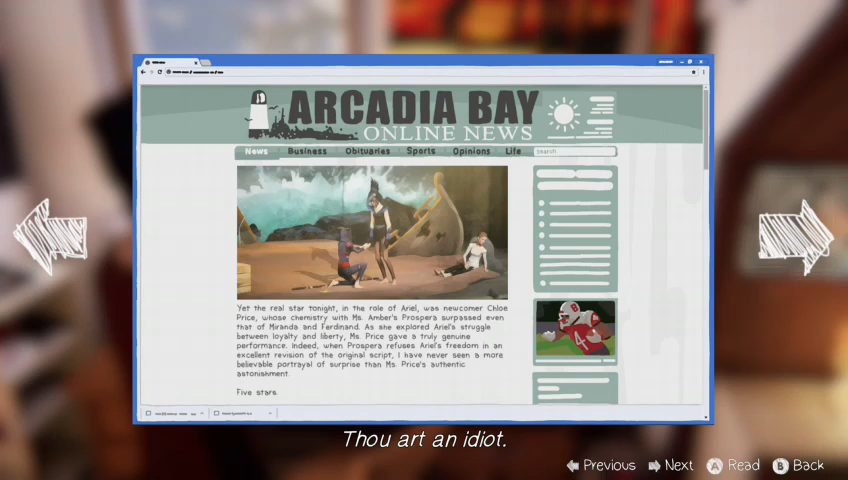 ARCADIA BAY
ONLINE NEWS
News Business Obituaries Sports Opinions Life Search
Yet the real star tonight, in the role of Ariel, was newcomer Chloe
Price, whose chemistry with Ms. Amber's Prospera surpassed even
that of Miranda and Ferdinand. As she explored Ariel's struggle
between loyalty and liberty, Ms. Price gave a truly genuine
performance. Indeed, when Prospera refuses Ariel's freedom in an
excellent revision of the original script, I have never seen a more
believable portrayal of surprise than Ms. Price's authentic
astonishment.
Five stars.
B
4
Thou art an idiot.
Previous Next A Read B Back